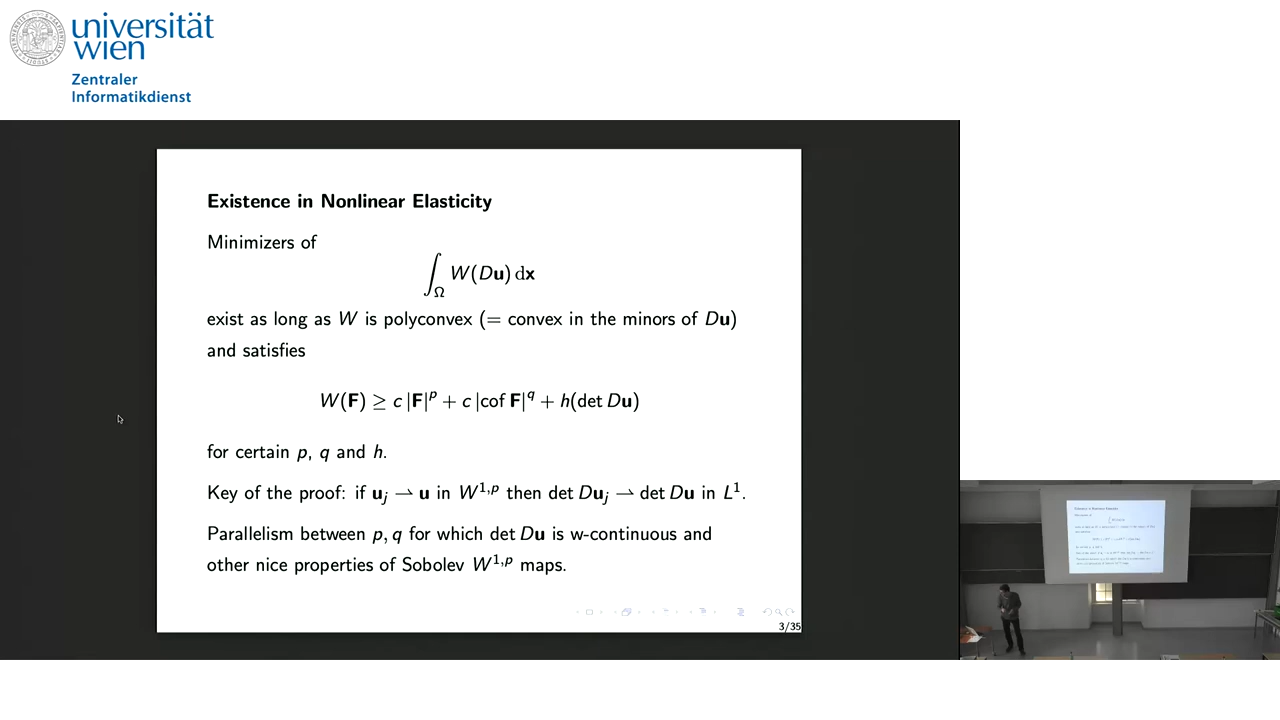 universität
wien
Zentraler
Informatikdienst
Existence in Nonlinear Elasticity
Minimizers of
∫_Ω W(Du) dx
exist as long as W is polyconvex (= convex in the minors of Du)
and satisfies
W(F) ≥ c |F|^p + c |cof F|^q + h(det Du)
for certain p, q and h.
Key of the proof: if u_j ⇀ u in W^{1,p} then det Du_j ⇀ det Du in L^1.
Parallelism between p, q for which det Du is w-continuous and
other nice properties of Sobolev W^{1,p} maps.
3/35